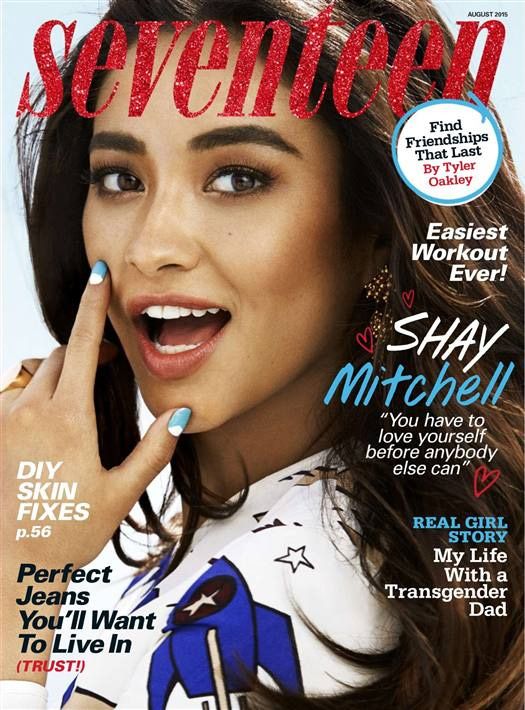 AUGUST 2015
seventeen
Find
Friendships
That Last
By Tyler
Oakley
Easiest
Workout
Ever!
SHAY
Mitchell
"You have to
love yourself
before anybody
else can"
DIY
SKIN
FIXES
p.56
Perfect
Jeans
You'll Want
To Live In
(TRUST!)
REAL GIRL
STORY
My Life
With a
Transgender
Dad